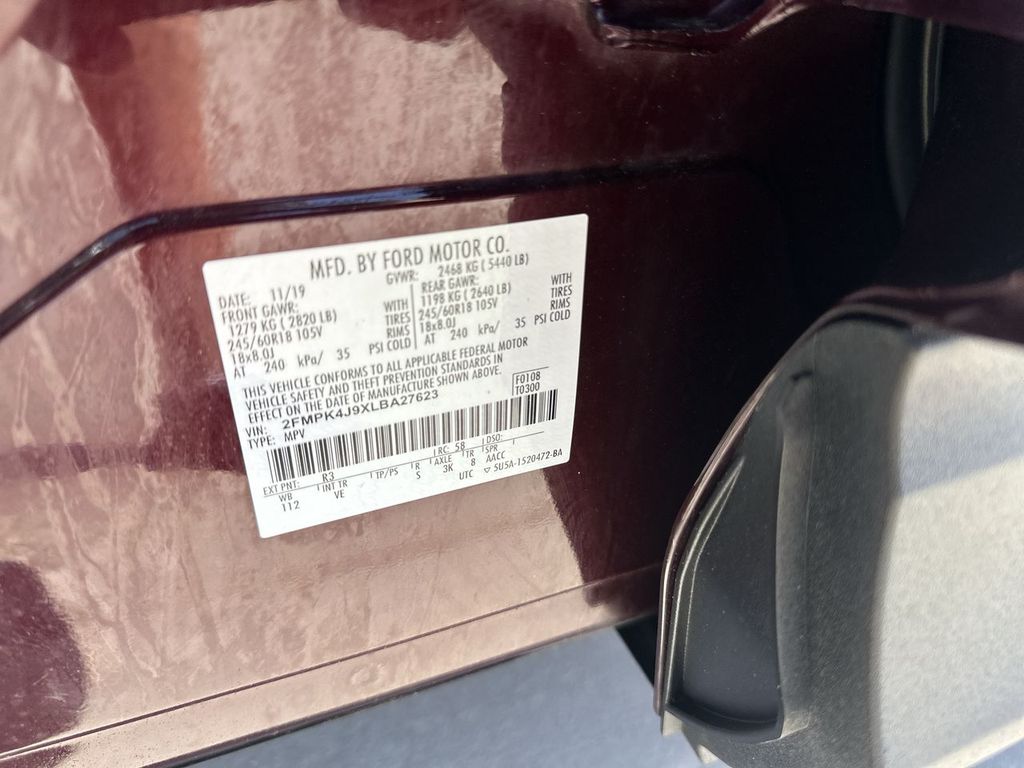 MFD. BY FORD MOTOR CO.
DATE: 11/19 GVWR: 2468 KG ( 5440 LB)
FRONT GAWR: REAR GAWR:
1279 KG ( 2820 LB) WITH 1198 KG ( 2640 LB) WITH
245/60R18 105V TIRES 245/60R18 105V TIRES
18x8.0J RIMS 18x8.0J RIMS
AT 240 kPa/ 35 PSI COLD AT 240 kPa/ 35 PSI COLD
THIS VEHICLE CONFORMS TO ALL APPLICABLE FEDERAL MOTOR
VEHICLE SAFETY AND THEFT PREVENTION STANDARDS IN
EFFECT ON THE DATE OF MANUFACTURE SHOWN ABOVE.
VIN: 2FMPK4J9XLBA27623 F0108
TYPE: MPV T0300
EXT PNT: R3 RC: 58 DSO:
WB INT TR TP/PS R AXLE TR SPR
112 VE S 3K 8 AACC
UTC ▽ 5U5A-1520472-BA